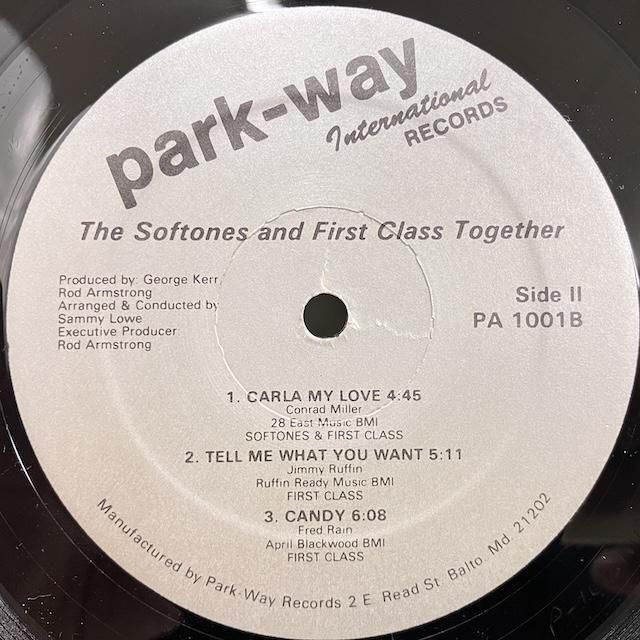 park-way
International
RECORDS
The Softones and First Class Together
Produced by: George Kerr
Rod Armstrong
Arranged & Conducted by
Sammy Lowe
Executive Producer:
Rod Armstrong
Side II
PA 1001B
1. CARLA MY LOVE 4:45
Conrad Miller
28 East Music BMI
SOFTONES & FIRST CLASS
2. TELL ME WHAT YOU WANT 5:11
Jimmy Ruffin
Ruffin Ready Music BMI
FIRST CLASS
3. CANDY 6:08
Fred Rain
April Blackwood BMI
FIRST CLASS
Manufactured by Park-Way Records 2 E. Read St. Balto. Md. 21202